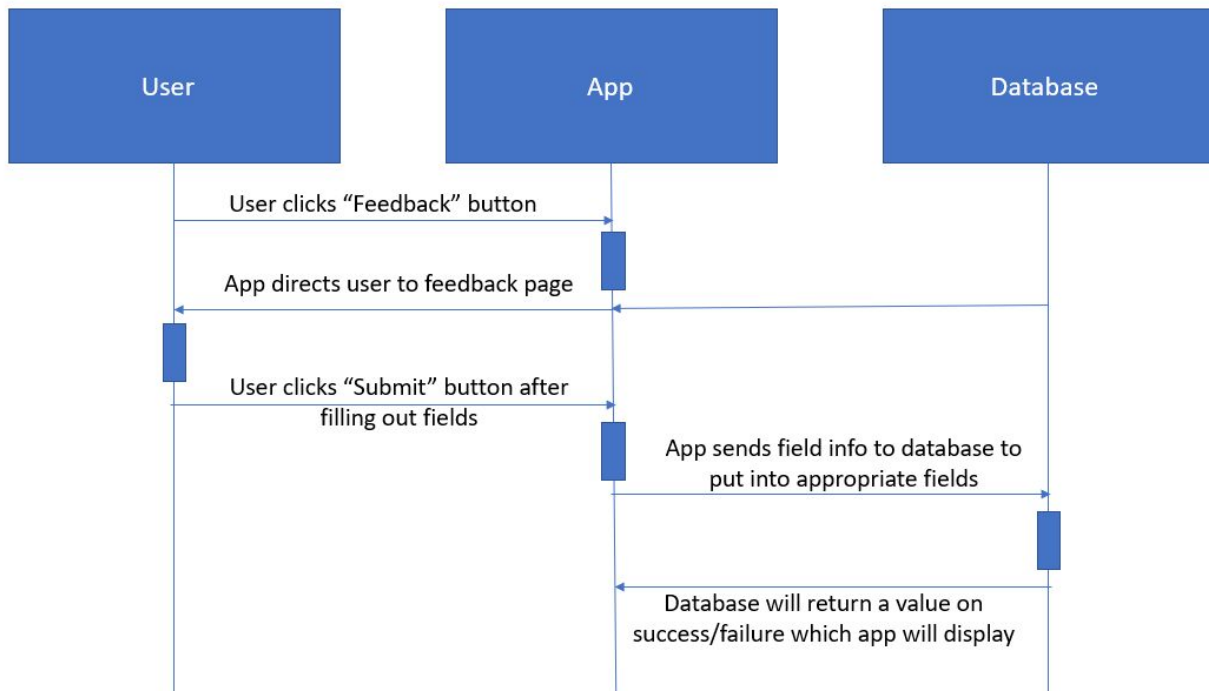 User
App
Database
User clicks “Feedback” button
App directs user to feedback page
User clicks “Submit” button after
filling out fields
App sends field info to database to
put into appropriate fields
Database will return a value on
success/failure which app will display